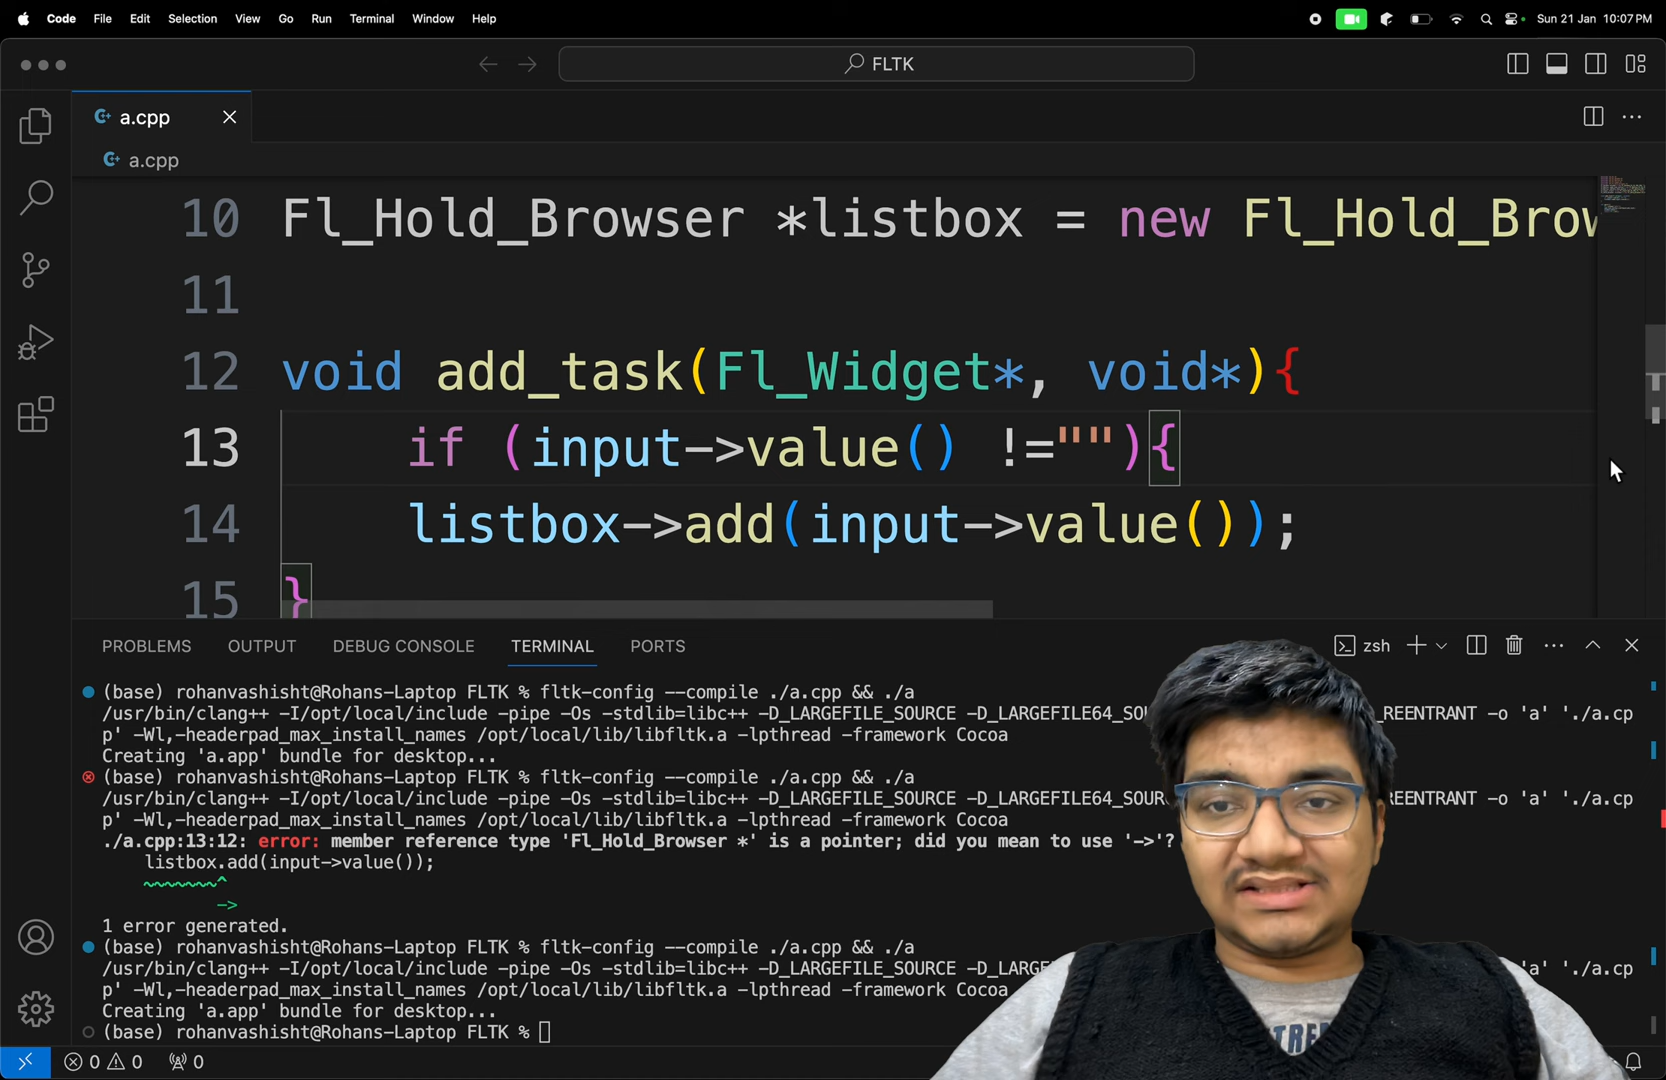 Code File Edit Selection View Go Run Terminal Window Help Sun 21 Jan 10:07 PM
FLTK
a.cpp
a.cpp
10 Fl_Hold_Browser *listbox = new Fl_Hold_Brow
11
12 void add_task(Fl_Widget*, void*){
13 if (input->value() !=""){
14 listbox->add(input->value());
15 }
PROBLEMS OUTPUT DEBUG CONSOLE TERMINAL PORTS zsh
(base) rohanvashisht@Rohans-Laptop FLTK % fltk-config --compile ./a.cpp && ./a
/usr/bin/clang++ -I/opt/local/include -pipe -Os -stdlib=libc++ -D_LARGEFILE_SOURCE -D_LARGEFILE64_SOU _REENTRANT -o 'a' './a.cp
p' -Wl,-headerpad_max_install_names /opt/local/lib/libfltk.a -lpthread -framework Cocoa
Creating 'a.app' bundle for desktop...
(base) rohanvashisht@Rohans-Laptop FLTK % fltk-config --compile ./a.cpp && ./a
/usr/bin/clang++ -I/opt/local/include -pipe -Os -stdlib=libc++ -D_LARGEFILE_SOURCE -D_LARGEFILE64_SOUR EENTRANT -o 'a' './a.cp
p' -Wl,-headerpad_max_install_names /opt/local/lib/libfltk.a -lpthread -framework Cocoa
./a.cpp:13:12: error: member reference type 'Fl_Hold_Browser *' is a pointer; did you mean to use '->'?
listbox.add(input->value());
~~~~~~~^
->
1 error generated.
(base) rohanvashisht@Rohans-Laptop FLTK % fltk-config --compile ./a.cpp && ./a
/usr/bin/clang++ -I/opt/local/include -pipe -Os -stdlib=libc++ -D_LARGEFILE_SOURCE -D_LARGE 'a' './a.cp
p' -Wl,-headerpad_max_install_names /opt/local/lib/libfltk.a -lpthread -framework Cocoa
Creating 'a.app' bundle for desktop...
(base) rohanvashisht@Rohans-Laptop FLTK %
0 0 0